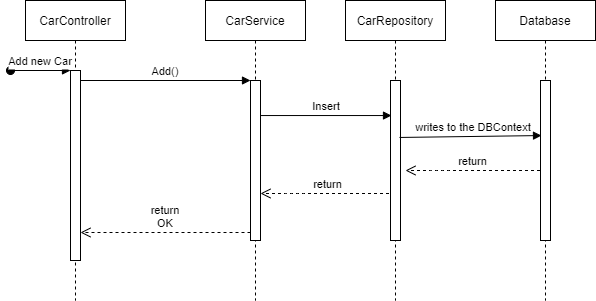 CarController
CarService
CarRepository
Database
Add new Car
Add()
Insert
writes to the DBContext
return
return
return
OK